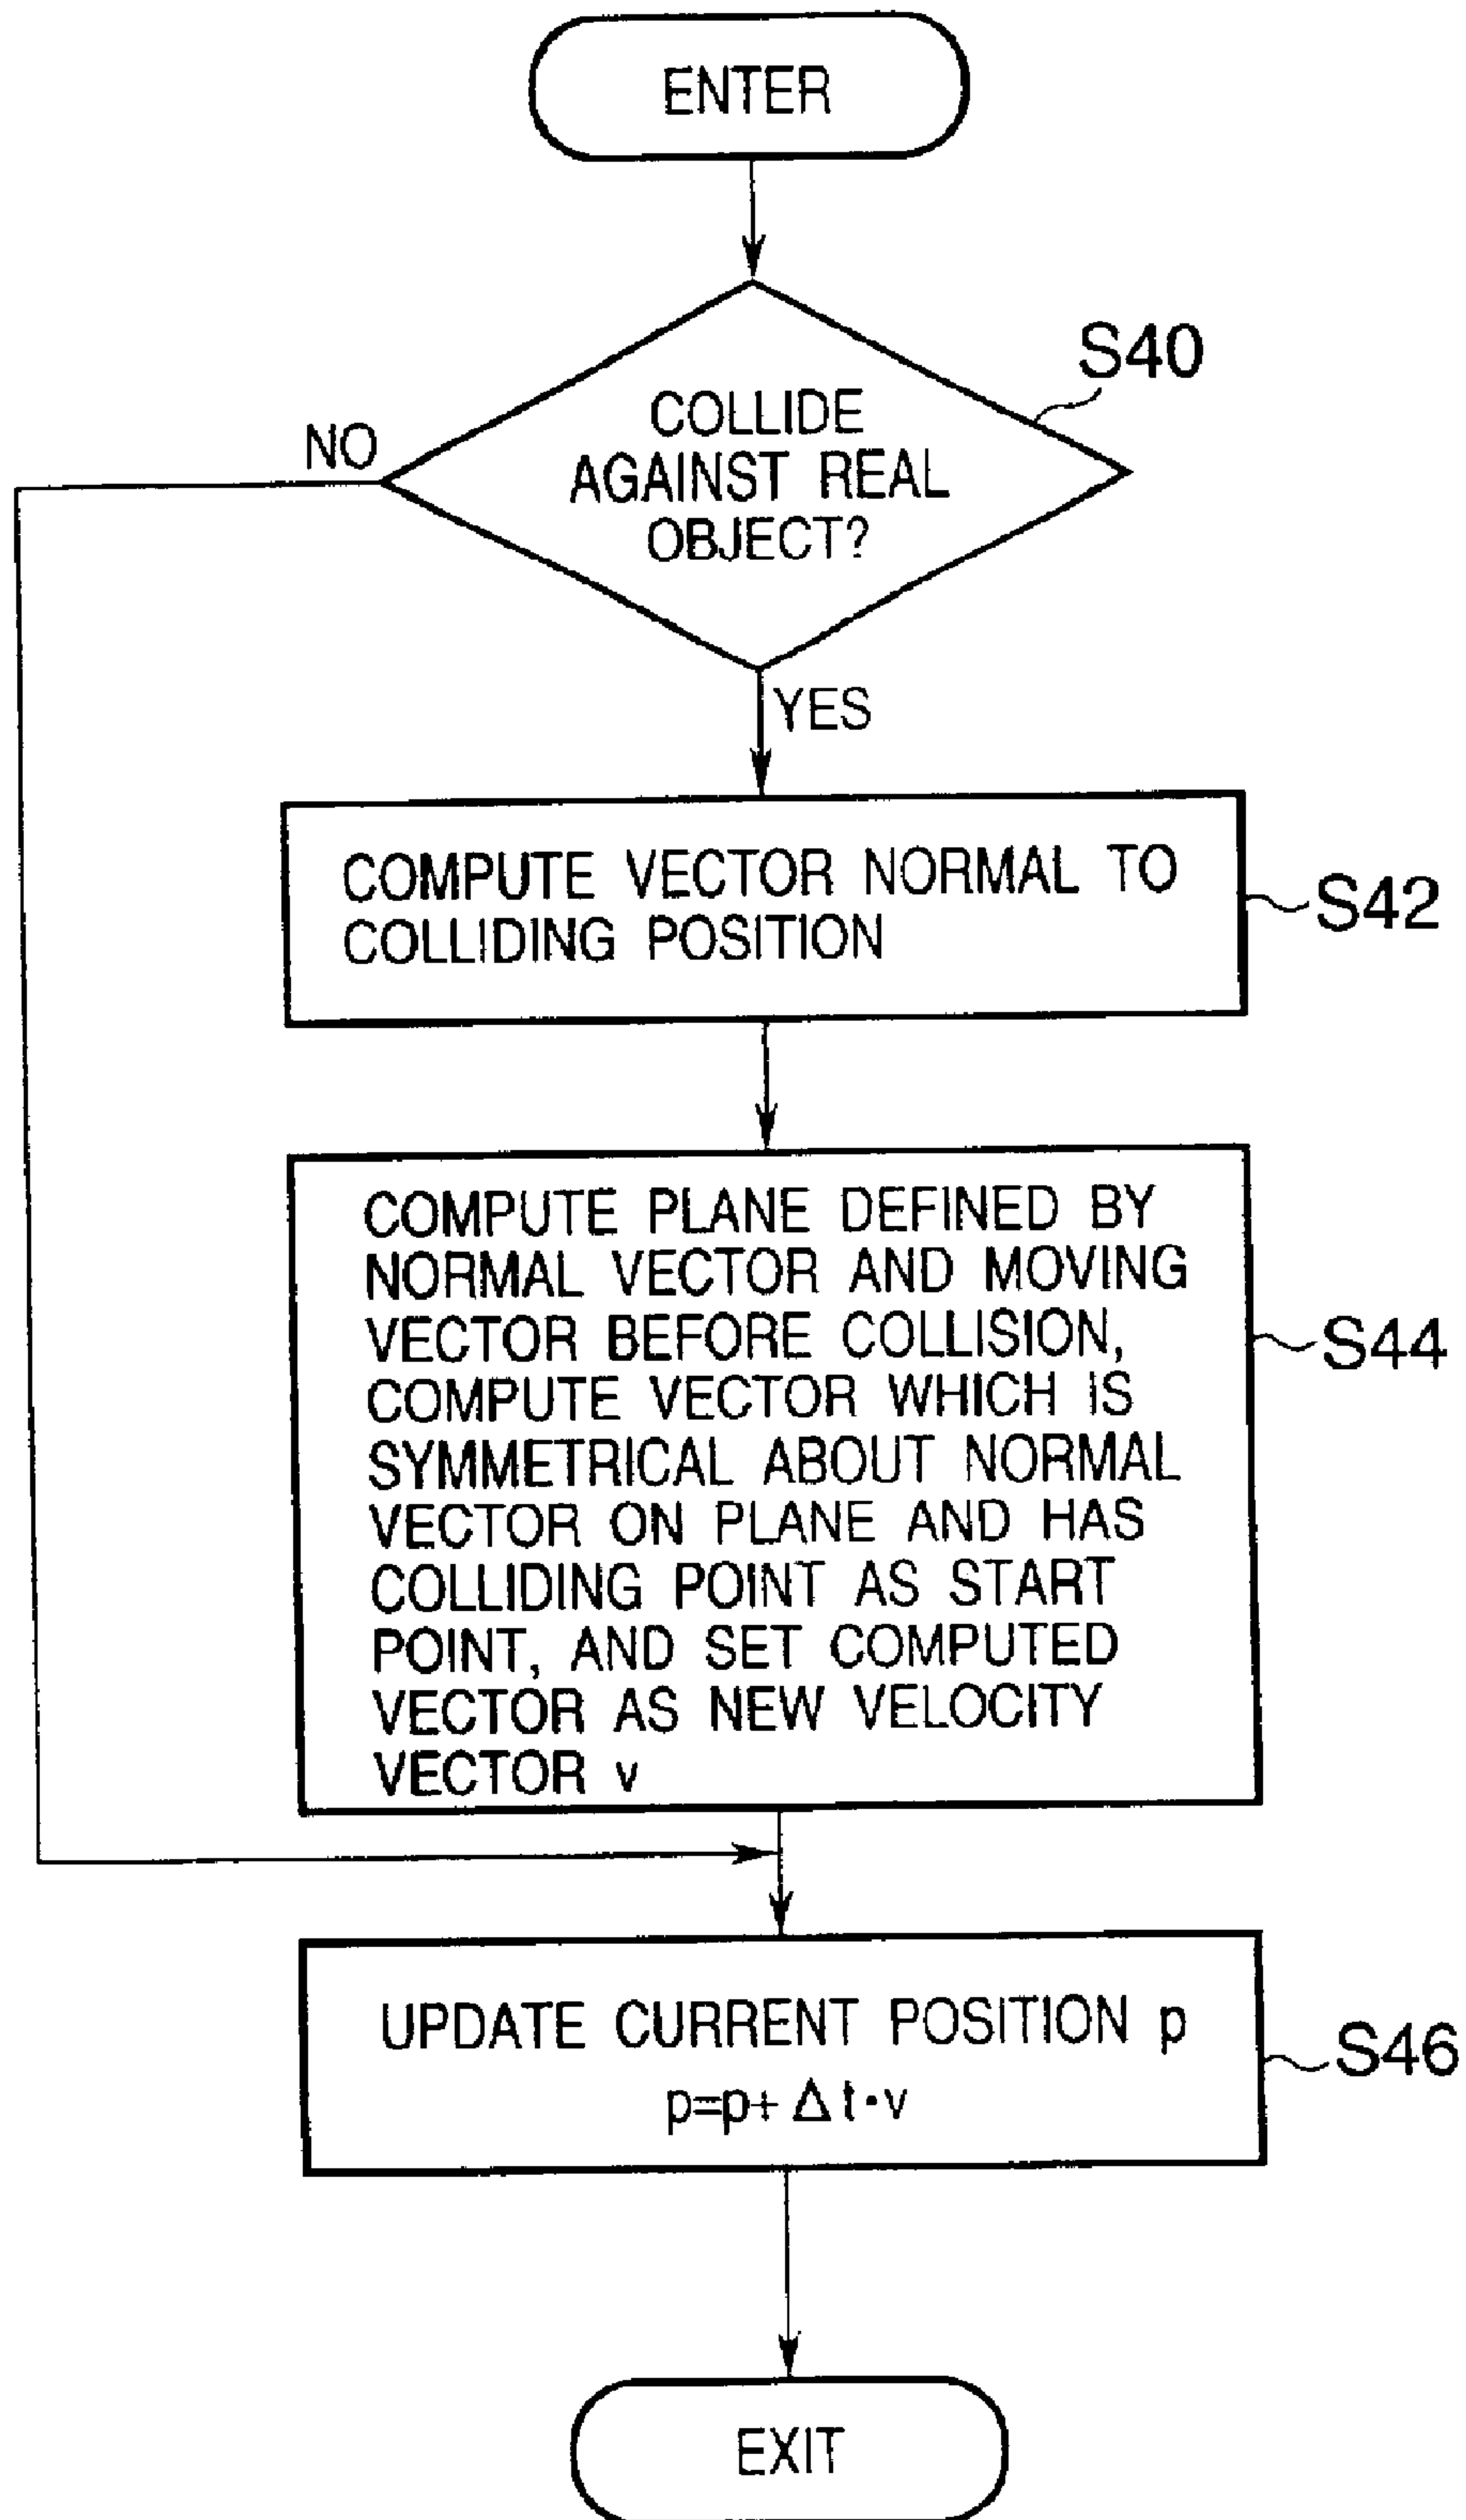 ENTER
S40
COLLIDE
AGAINST REAL
OBJECT?
NO
YES
COMPUTE VECTOR NORMAL TO
COLLIDING POSITION
S42
COMPUTE PLANE DEFINED BY
NORMAL VECTOR AND MOVING
VECTOR BEFORE COLLISION,
COMPUTE VECTOR WHICH IS
SYMMETRICAL ABOUT NORMAL
VECTOR ON PLANE AND HAS
COLLIDING POINT AS START
POINT, AND SET COMPUTED
VECTOR AS NEW VELOCITY
VECTOR v
S44
UPDATE CURRENT POSITION p
p=p+ Δt·v
S46
EXIT